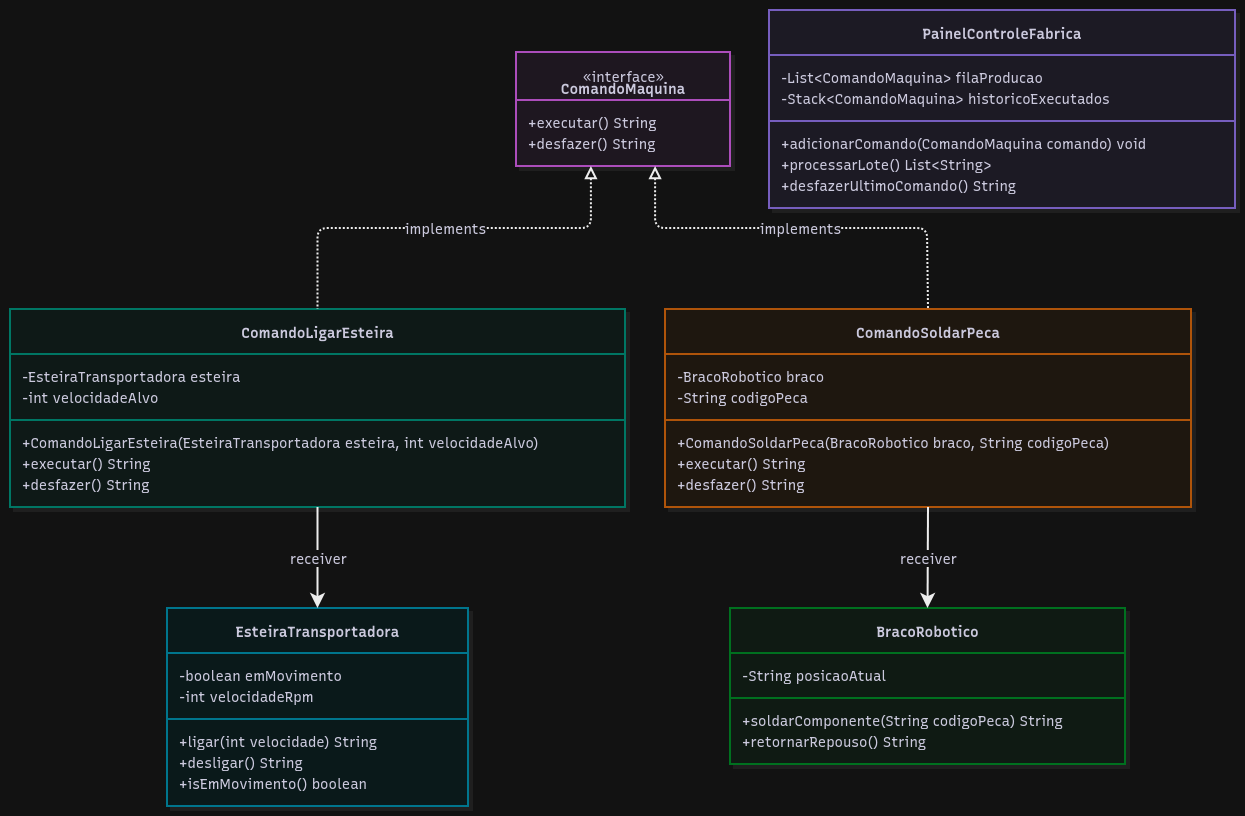 PainelControleFabrica
-List<ComandoMaquina> filaProducao
-Stack<ComandoMaquina> historicoExecutados
+adicionarComando(ComandoMaquina comando) void
+processarLote() List<String>
+desfazerUltimoComando() String
«interface»
ComandoMaquina
+executar() String
+desfazer() String
implements
implements
ComandoLigarEsteira
-EsteiraTransportadora esteira
-int velocidadeAlvo
+ComandoLigarEsteira(EsteiraTransportadora esteira, int velocidadeAlvo)
+executar() String
+desfazer() String
ComandoSoldarPeca
-BracoRobotico braco
-String codigoPeca
+ComandoSoldarPeca(BracoRobotico braco, String codigoPeca)
+executar() String
+desfazer() String
receiver
receiver
EsteiraTransportadora
-boolean emMovimento
-int velocidadeRpm
+ligar(int velocidade) String
+desligar() String
+isEmMovimento() boolean
BracoRobotico
-String posicaoAtual
+soldarComponente(String codigoPeca) String
+retornarRepouso() String